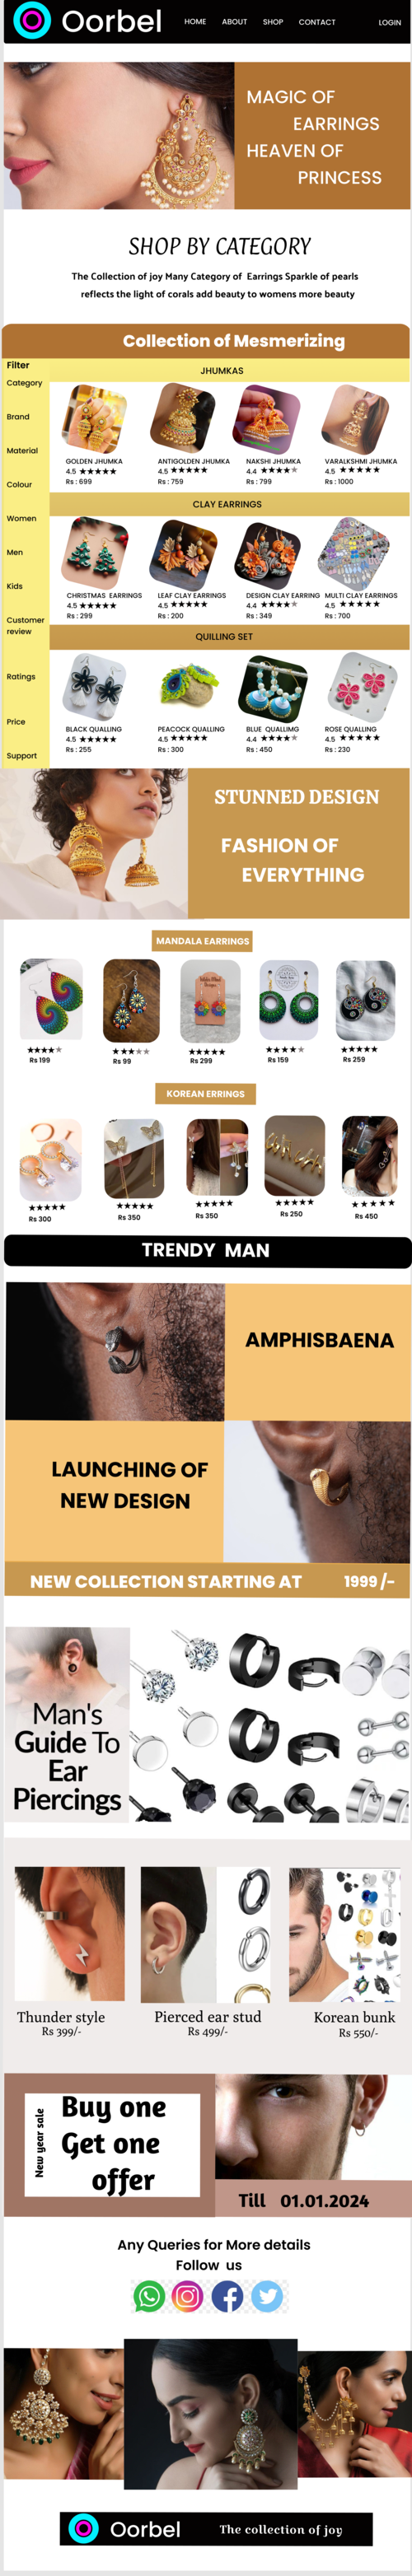 Oorbel
HOME ABOUT SHOP CONTACT LOGIN
MAGIC OF
EARRINGS
HEAVEN OF
PRINCESS
SHOP BY CATEGORY
The Collection of joy Many Category of Earrings Sparkle of pearls
reflects the light of corals add beauty to womens more beauty
Collection of Mesmerizing
Filter
Category
Brand
Material
Colour
Women
Men
Kids
Customer
review
Ratings
Price
Support
JHUMKAS
GOLDEN JHUMKA ANTIGOLDEN JHUMKA NAKSHI JHUMKA VARALKSHMI JHUMKA
4.5 ★★★★★ 4.5 ★★★★★ 4.4 ★★★★★ 4.5 ★★★★★
Rs : 699 Rs : 759 Rs : 799 Rs : 1000
CLAY EARRINGS
CHRISTMAS EARRINGS LEAF CLAY EARRINGS DESIGN CLAY EARRING MULTI CLAY EARRINGS
4.5 ★★★★★ 4.5 ★★★★★ 4.4 ★★★★★ 4.5 ★★★★★
Rs : 299 Rs : 200 Rs : 349 Rs : 700
QUILLING SET
BLACK QUALLING PEACOCK QUALLING BLUE QUALLIMG ROSE QUALLING
4.5 ★★★★★ 4.5 ★★★★★ 4.4 ★★★★★ 4.5 ★★★★★
Rs : 255 Rs : 300 Rs : 450 Rs : 230
STUNNED DESIGN
FASHION OF
EVERYTHING
MANDALA EARRINGS
Rs 199 Rs 99 Rs 299 Rs 159 Rs 259
KOREAN ERRINGS
Rs 300 Rs 350 Rs 350 Rs 250 Rs 450
TRENDY MAN
AMPHISBAENA
LAUNCHING OF
NEW DESIGN
NEW COLLECTION STARTING AT 1999 /-
Man's
Guide To
Ear
Piercings
Thunder style Pierced ear stud Korean bunk
Rs 399/- Rs 499/- Rs 550/-
New year sale
Buy one
Get one
offer
Till 01.01.2024
Any Queries for More details
Follow us
Oorbel The collection of joy